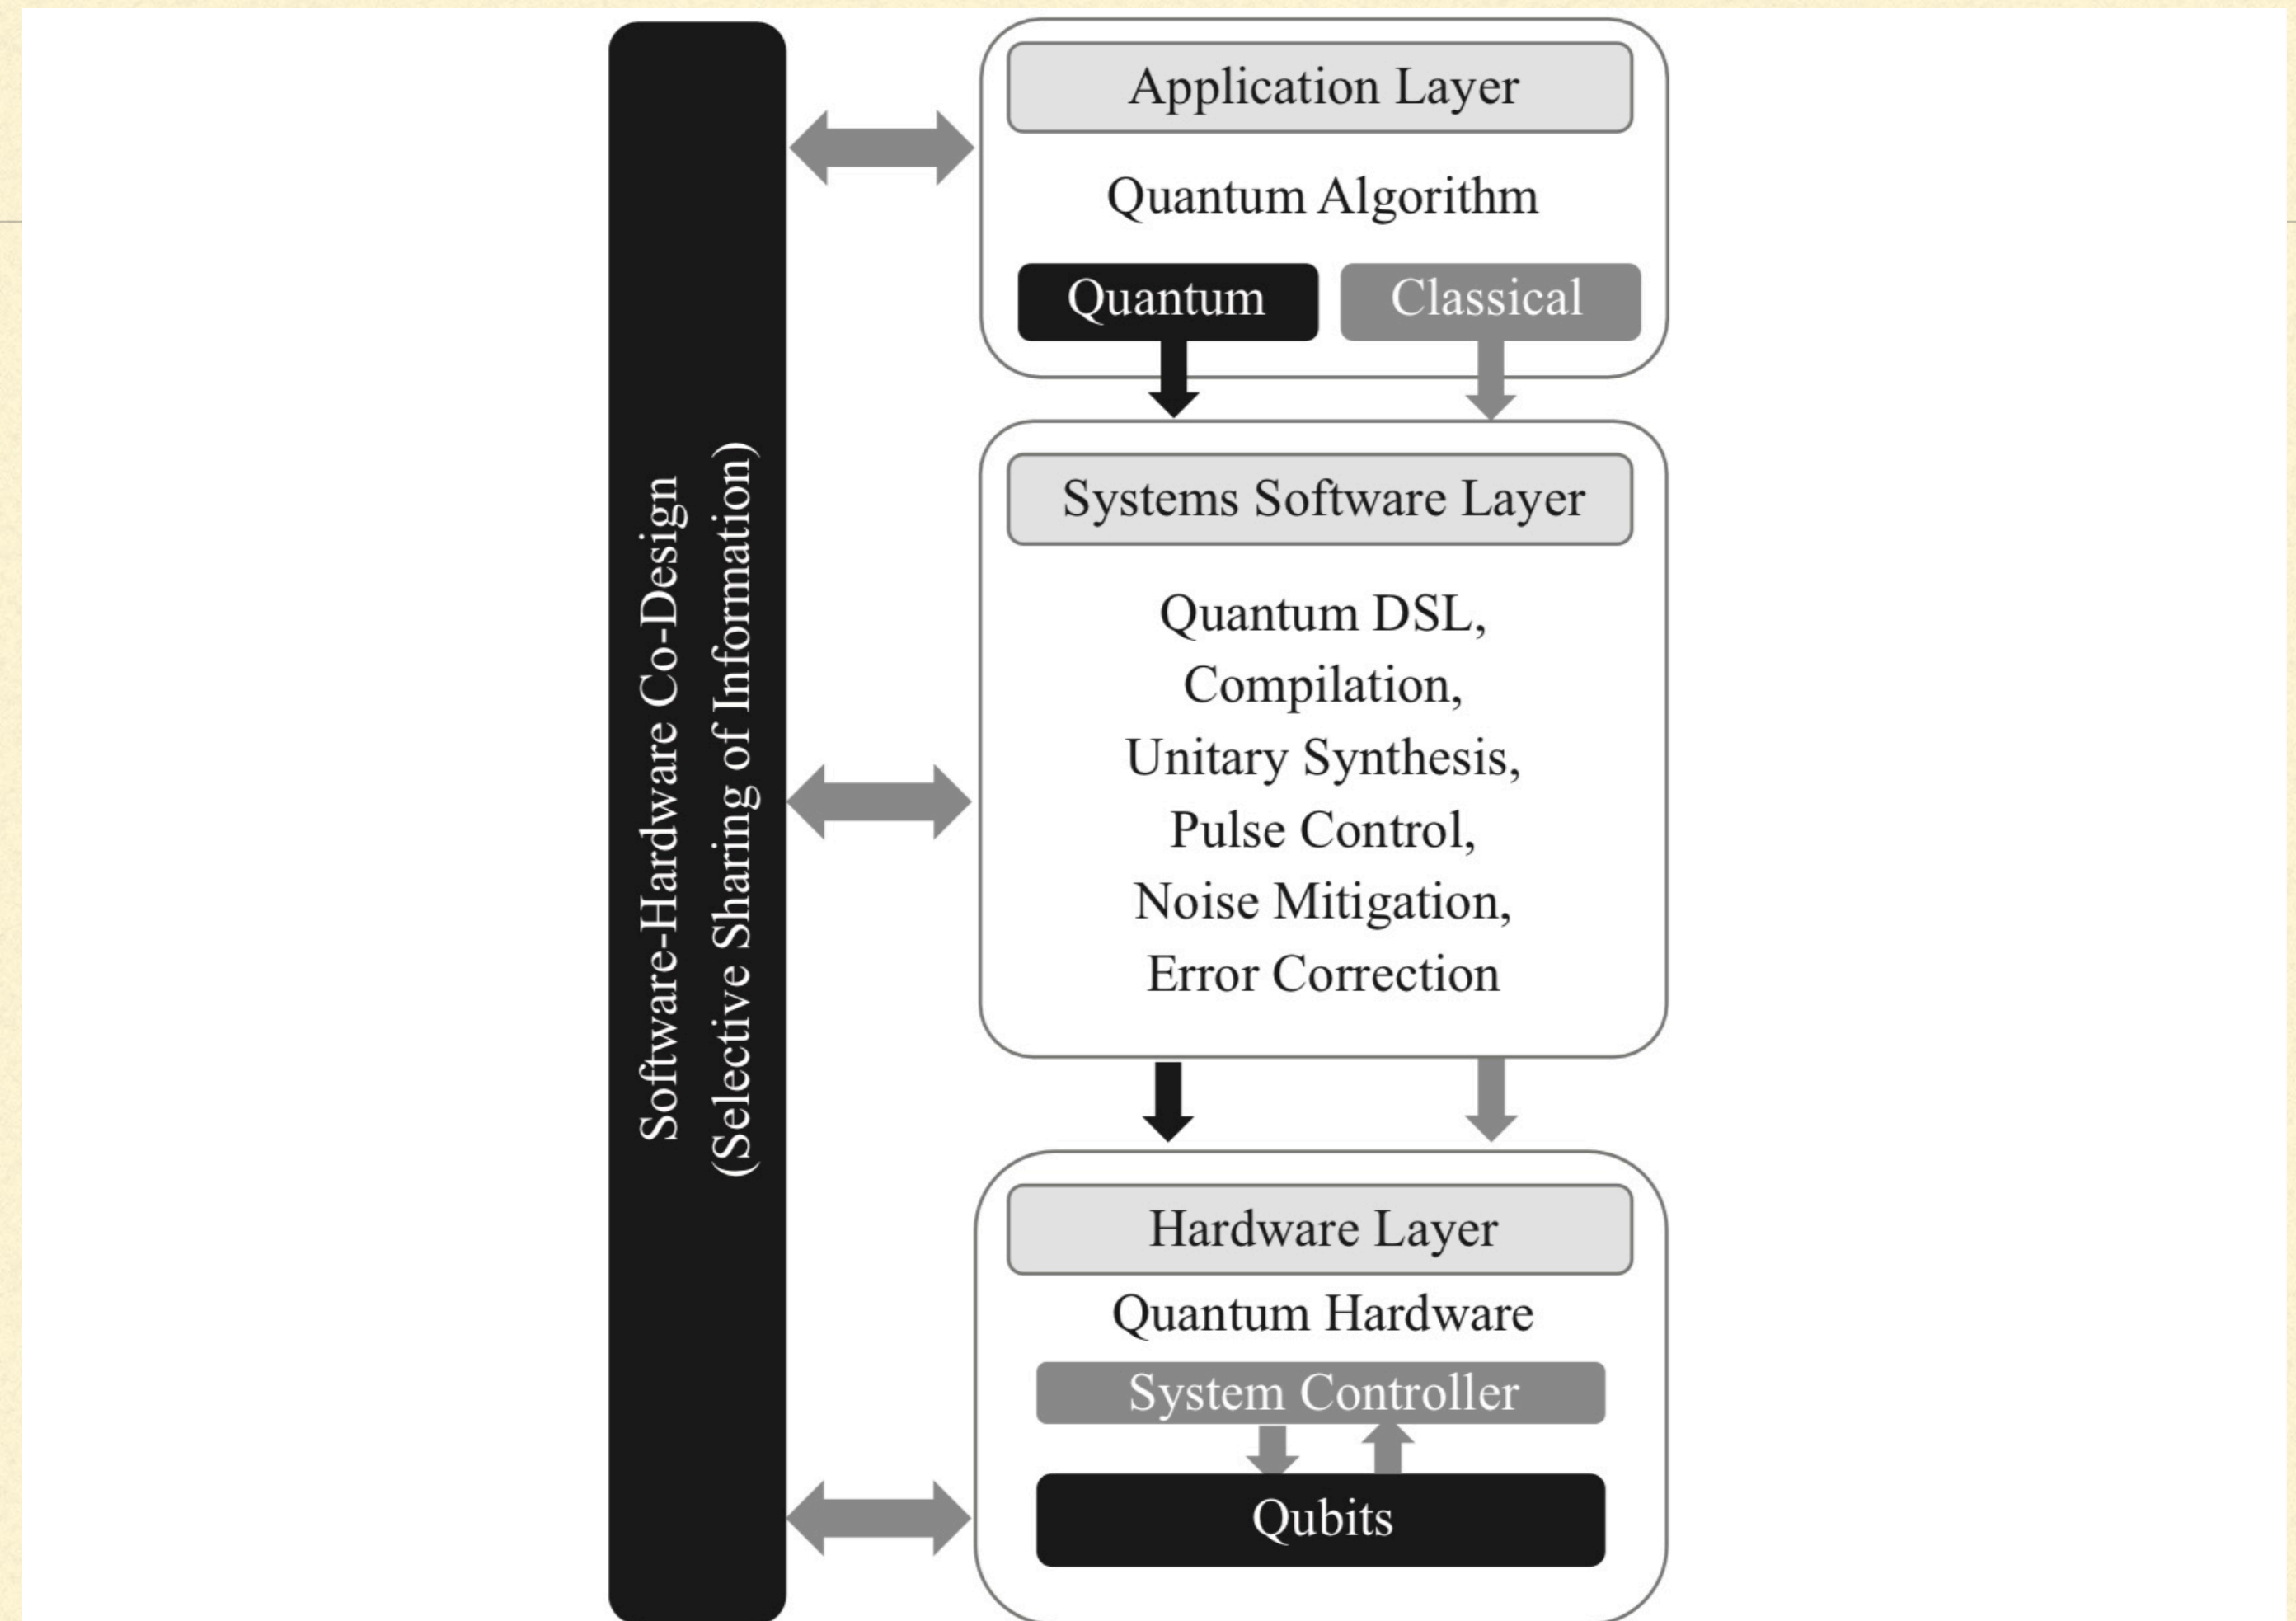 Software-Hardware Co-Design
(Selective Sharing of Information)
Application Layer
Quantum Algorithm
Quantum
Classical
Systems Software Layer
Quantum DSL,
Compilation,
Unitary Synthesis,
Pulse Control,
Noise Mitigation,
Error Correction
Hardware Layer
Quantum Hardware
System Controller
Qubits